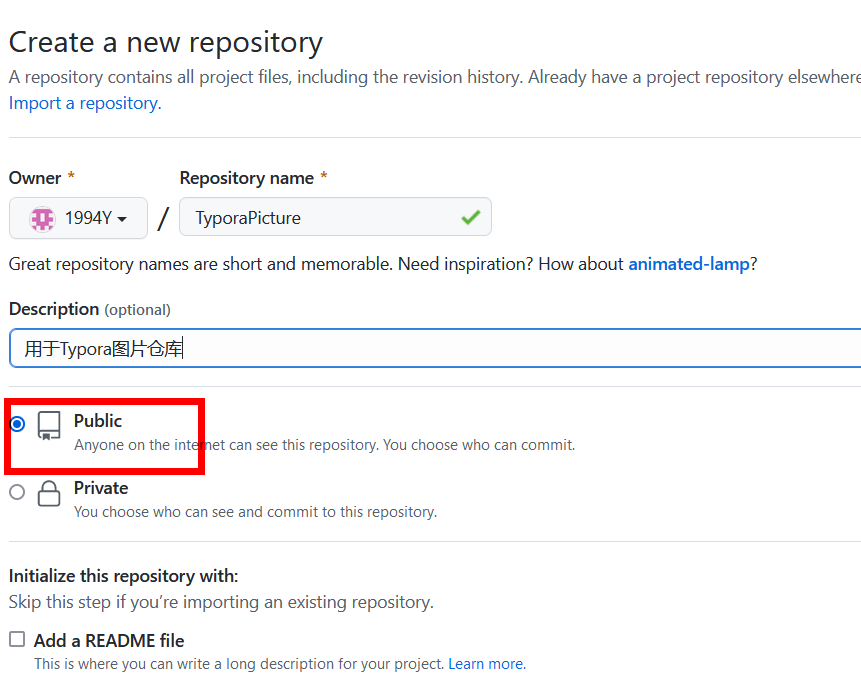 Create a new repository
A repository contains all project files, including the revision history. Already have a project repository elsewhere
Import a repository.
Owner * Repository name *
1994Y / TyporaPicture
Great repository names are short and memorable. Need inspiration? How about animated-lamp?
Description (optional)
用于Typora图片仓库
Public
Anyone on the internet can see this repository. You choose who can commit.
Private
You choose who can see and commit to this repository.
Initialize this repository with:
Skip this step if you’re importing an existing repository.
Add a README file
This is where you can write a long description for your project. Learn more.